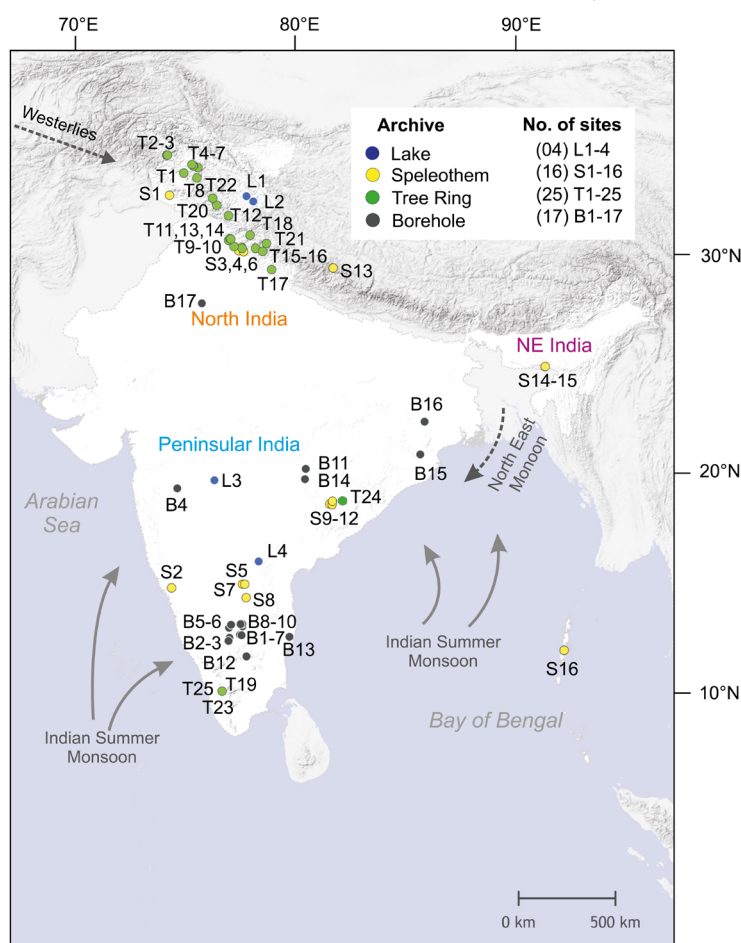 70°E
80°E
90°E
Westerlies
Archive
No. of sites
Lake
(04) L1-4
Speleothem
(16) S1-16
Tree Ring
(25) T1-25
Borehole
(17) B1-17
T2-3
T4-7
T1
S1
T8
T22
L1
L2
T20
T12
T18
T11,13,14
T21
T9-10
T15-16
S3,4,6
T17
S13
30°N
B17
North India
NE India
S14-15
B16
Peninsular India
North East
Monoon
B11
B14
B15
L3
B4
T24
S9-12
20°N
Arabian
Sea
L4
S2
S5
S7
S8
B5-6
B8-10
B2-3
B1-7
B13
B12
Indian Summer
Monsoon
S16
T25
T19
T23
10°N
Bay of Bengal
Indian Summer
Monsoon
0 km
500 km